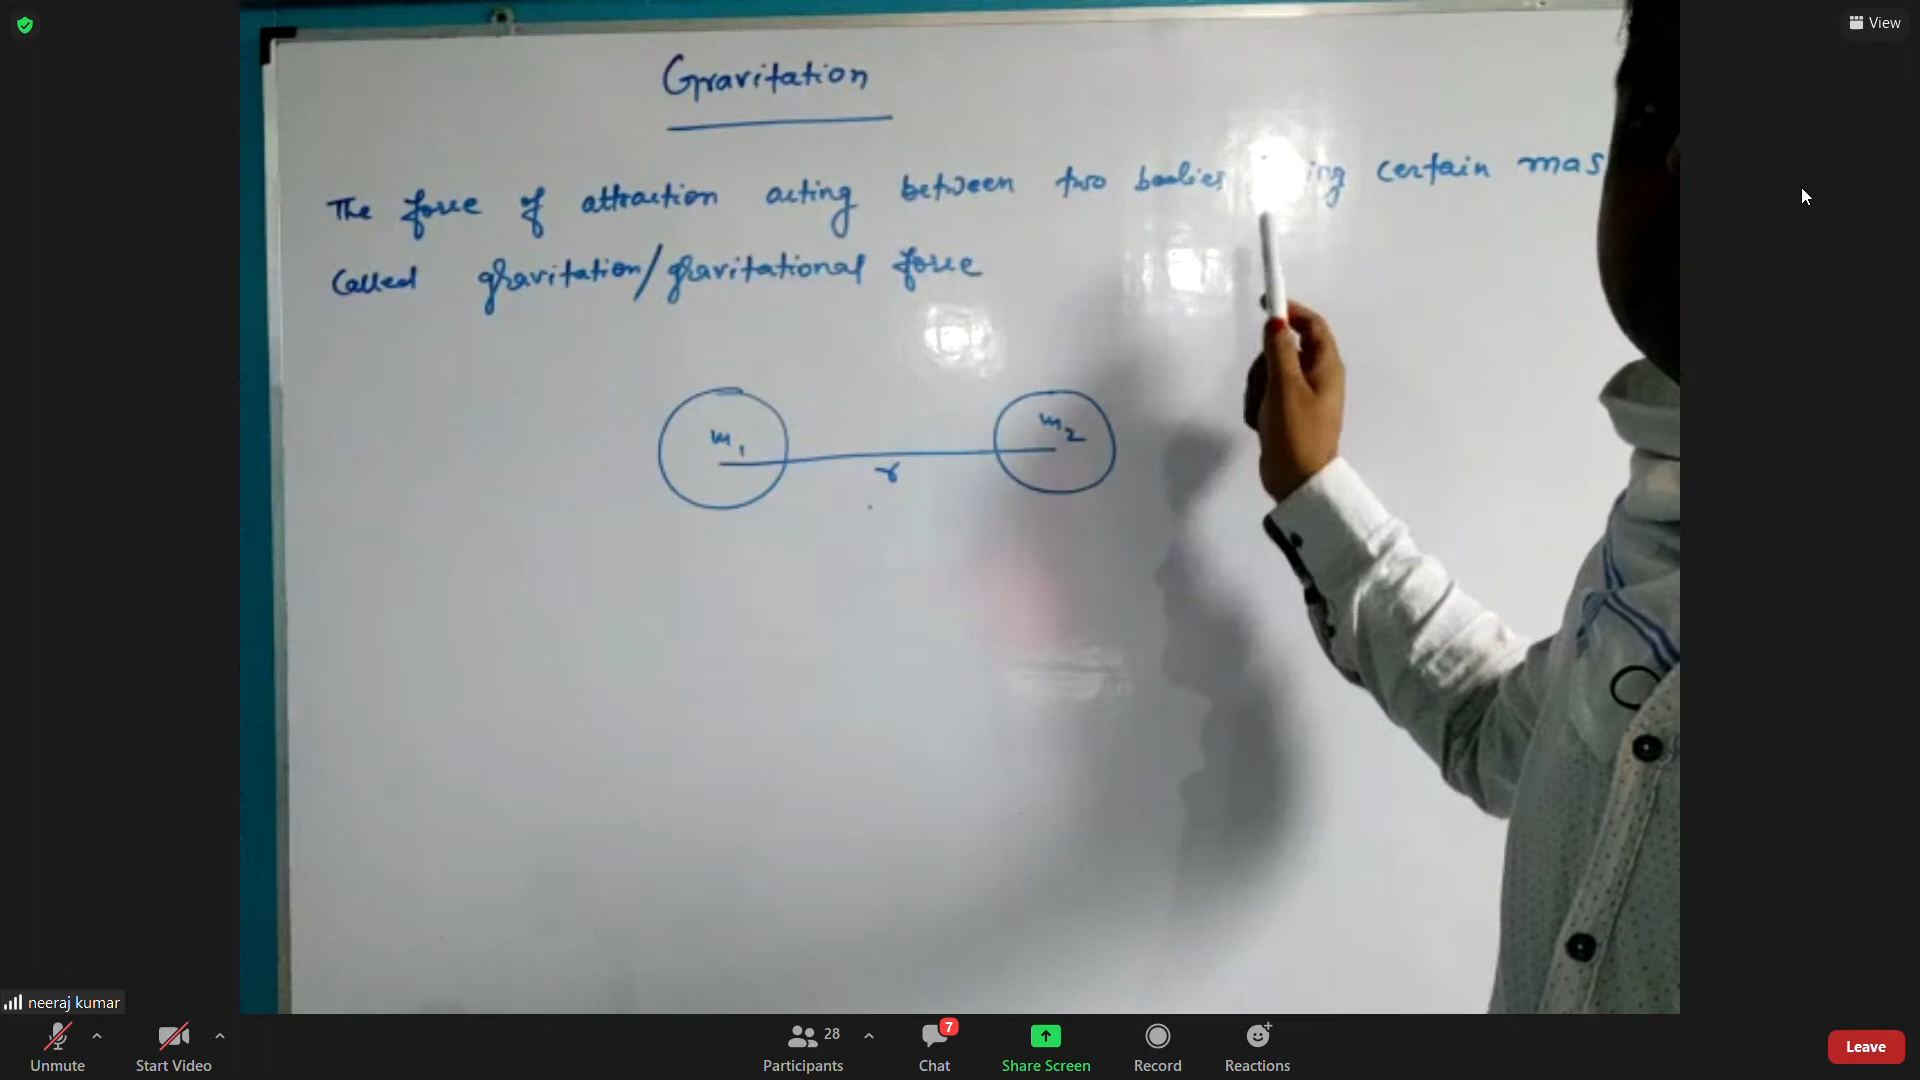 View
Gravitation
The force of attraction acting between two bodies certain mas
Called gravitation/gravitational force
m1
m2
r
neeraj kumar
Unmute
Start Video
28
Participants
7
Chat
Share Screen
Record
Reactions
Leave